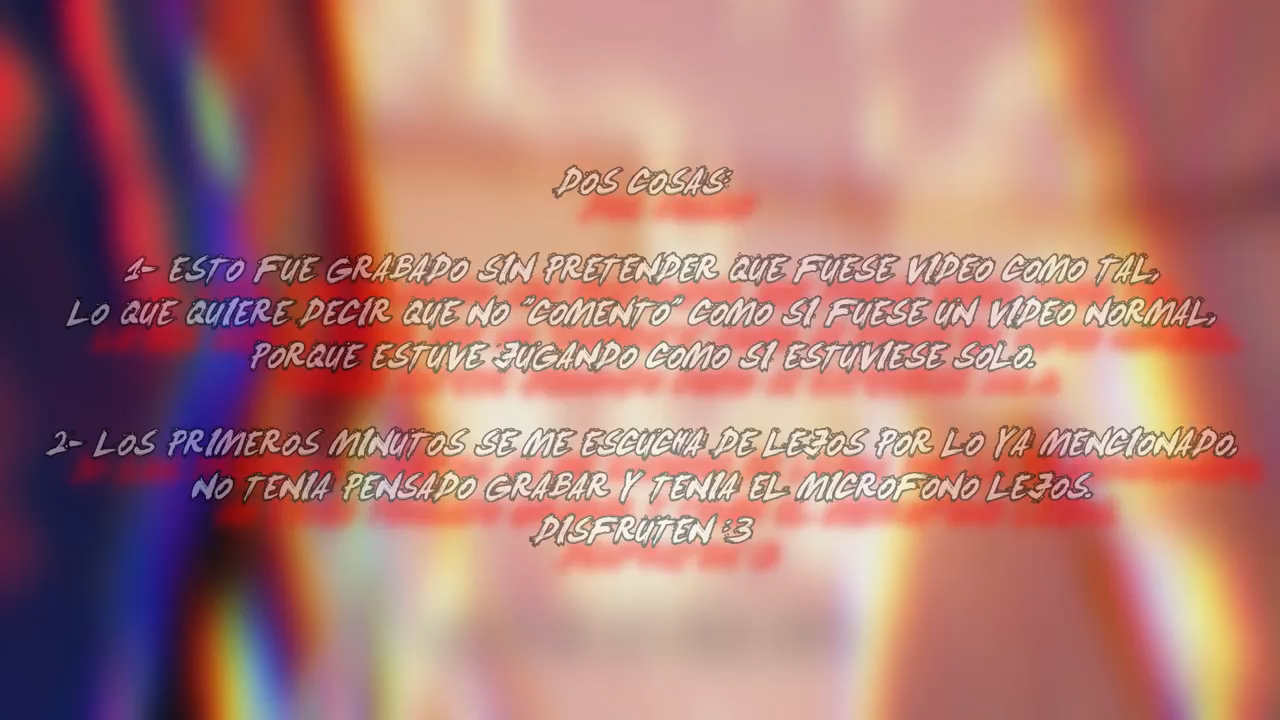 DOS COSAS:
1- ESTO FUE GRABADO SIN PRETENDER QUE FUESE VIDEO COMO TAL,
LO QUE QUIERE DECIR QUE NO "COMENTO" COMO SI FUESE UN VIDEO NORMAL,
PORQUE ESTUVE JUGANDO COMO SI ESTUVIESE SOLO.
2- LOS PRIMEROS MINUTOS SE ME ESCUCHA DE LEJOS POR LO YA MENCIONADO,
NO TENIA PENSADO GRABAR Y TENIA EL MICROFONO LEJOS.
DISFRUTEN :3